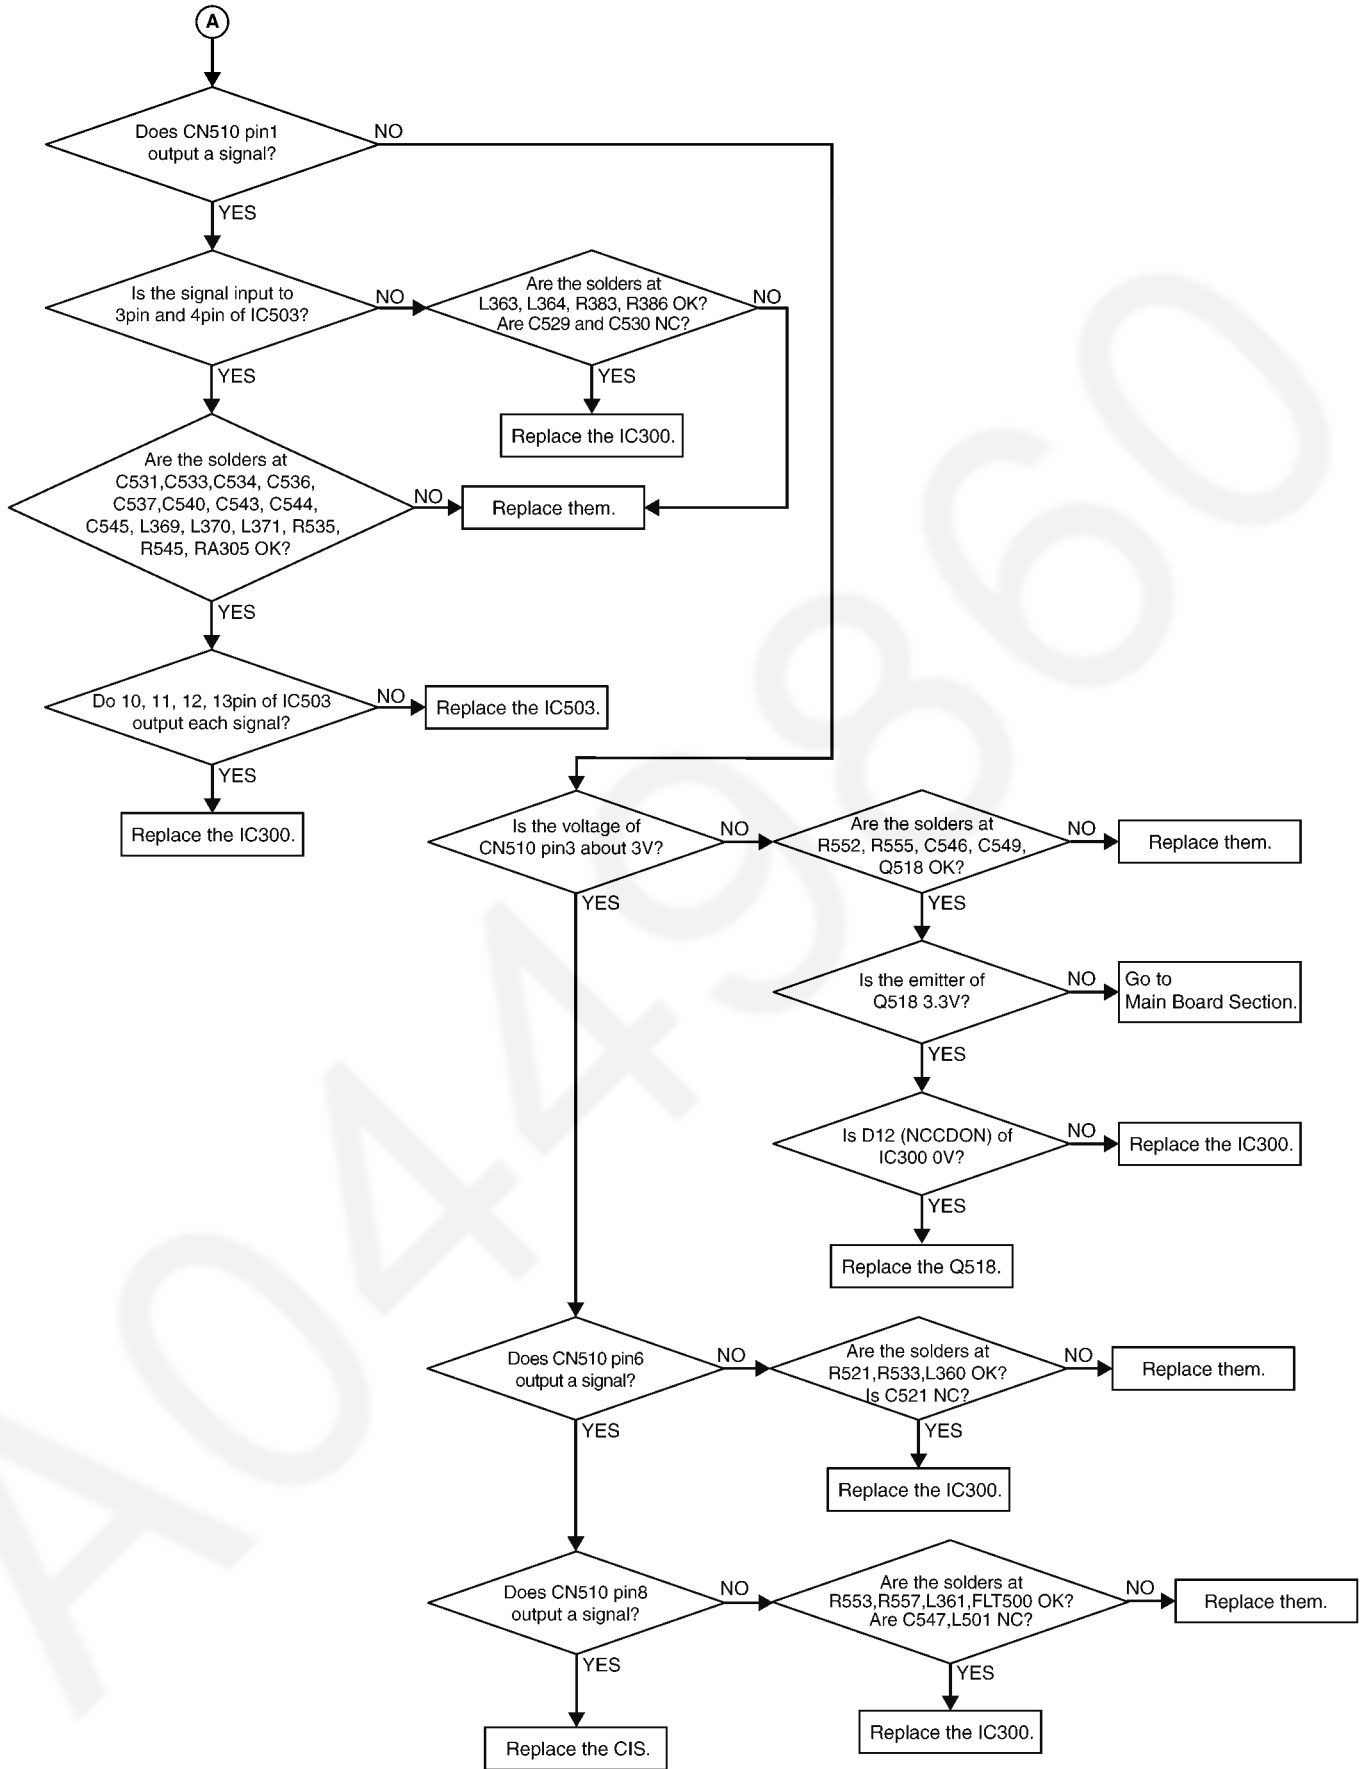 A
Does CN510 pin1
output a signal?
NO
YES
Is the signal input to
3pin and 4pin of IC503?
NO
Are the solders at
L363, L364, R383, R386 OK?
Are C529 and C530 NC?
NO
YES
YES
Replace the IC300.
Are the solders at
C531,C533,C534, C536,
C537,C540, C543, C544,
C545, L369, L370, L371, R535,
R545, RA305 OK?
NO
Replace them.
YES
Do 10, 11, 12, 13pin of IC503
output each signal?
NO
Replace the IC503.
YES
Replace the IC300.
Is the voltage of
CN510 pin3 about 3V?
NO
Are the solders at
R552, R555, C546, C549,
Q518 OK?
NO
Replace them.
YES
YES
Is the emitter of
Q518 3.3V?
NO
Go to
Main Board Section.
YES
Is D12 (NCCDON) of
IC300 0V?
NO
Replace the IC300.
YES
Replace the Q518.
Does CN510 pin6
output a signal?
NO
Are the solders at
R521,R533,L360 OK?
Is C521 NC?
NO
Replace them.
YES
YES
Replace the IC300.
Does CN510 pin8
output a signal?
NO
Are the solders at
R553,R557,L361,FLT500 OK?
Are C547,L501 NC?
NO
Replace them.
YES
YES
Replace the CIS.
Replace the IC300.
A0449860